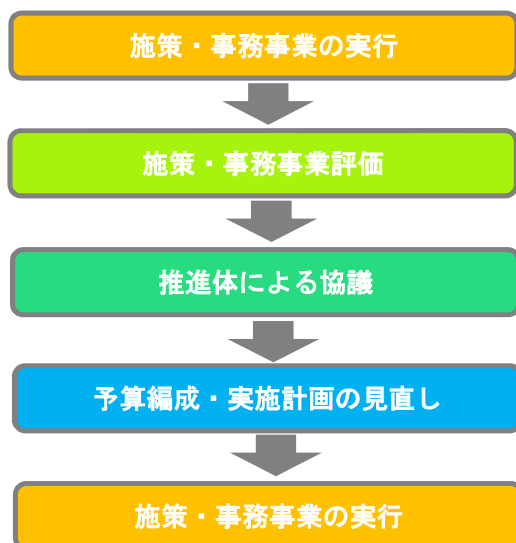 施策・事務事業の実行
施策・事務事業評価
推進体による協議
予算編成・実施計画の見直し
施策・事務事業の実行